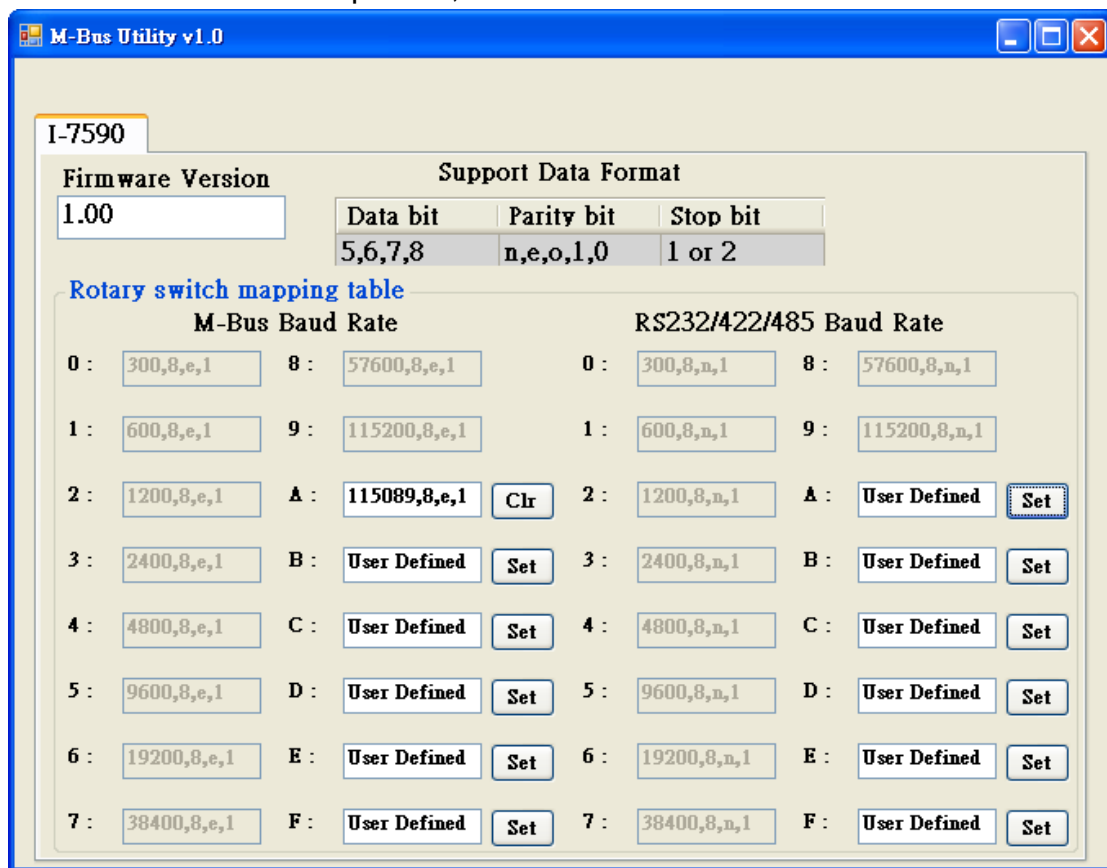 M-Bus Utility v1.0
I-7590
Firmware Version
1.00
Support Data Format
Data bit Parity bit Stop bit
5,6,7,8 n,e,o,1,0 1 or 2
Rotary switch mapping table
M-Bus Baud Rate RS232/422/485 Baud Rate
0 : 300,8,e,1 8 : 57600,8,e,1 0 : 300,8,n,1 8 : 57600,8,n,1
1 : 600,8,e,1 9 : 115200,8,e,1 1 : 600,8,n,1 9 : 115200,8,n,1
2 : 1200,8,e,1 A : 115089,8,e,1 Clr 2 : 1200,8,n,1 A : User Defined Set
3 : 2400,8,e,1 B : User Defined Set 3 : 2400,8,n,1 B : User Defined Set
4 : 4800,8,e,1 C : User Defined Set 4 : 4800,8,n,1 C : User Defined Set
5 : 9600,8,e,1 D : User Defined Set 5 : 9600,8,n,1 D : User Defined Set
6 : 19200,8,e,1 E : User Defined Set 6 : 19200,8,n,1 E : User Defined Set
7 : 38400,8,e,1 F : User Defined Set 7 : 38400,8,n,1 F : User Defined Set